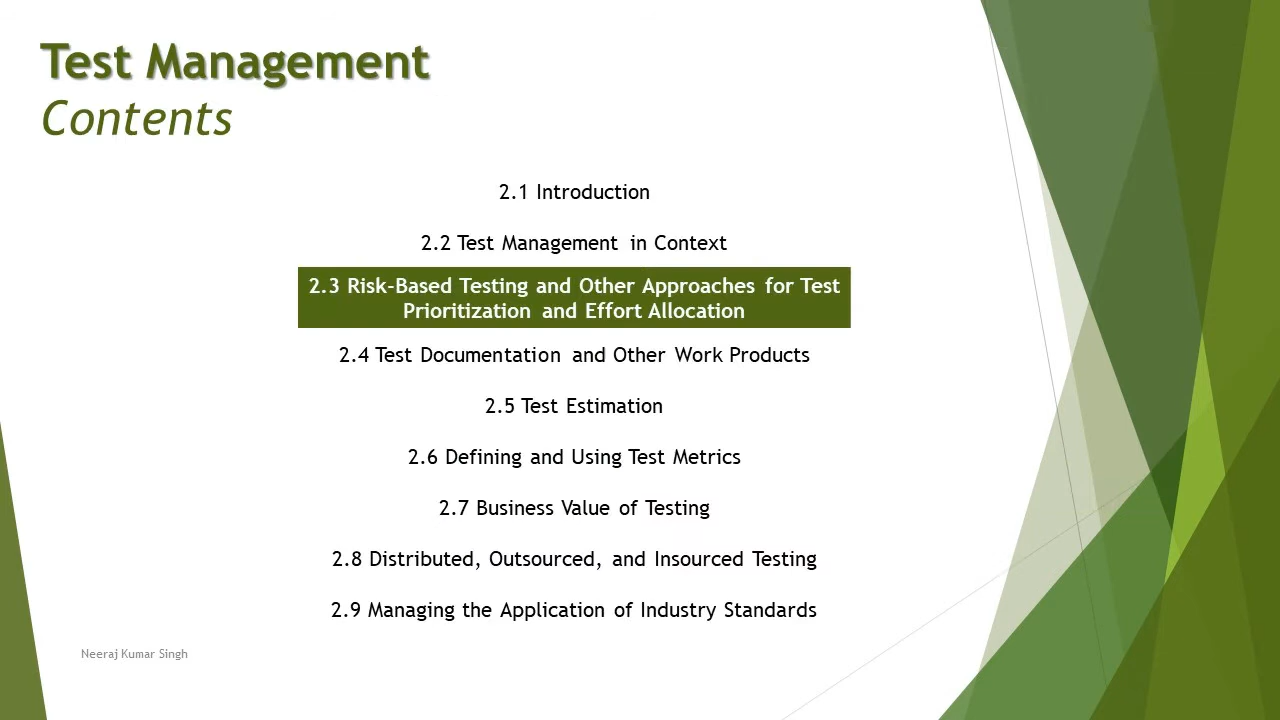 Test Management
Contents
2.1 Introduction
2.2 Test Management in Context
2.3 Risk-Based Testing and Other Approaches for Test
Prioritization and Effort Allocation
2.4 Test Documentation and Other Work Products
2.5 Test Estimation
2.6 Defining and Using Test Metrics
2.7 Business Value of Testing
2.8 Distributed, Outsourced, and Insourced Testing
2.9 Managing the Application of Industry Standards
Neeraj Kumar Singh